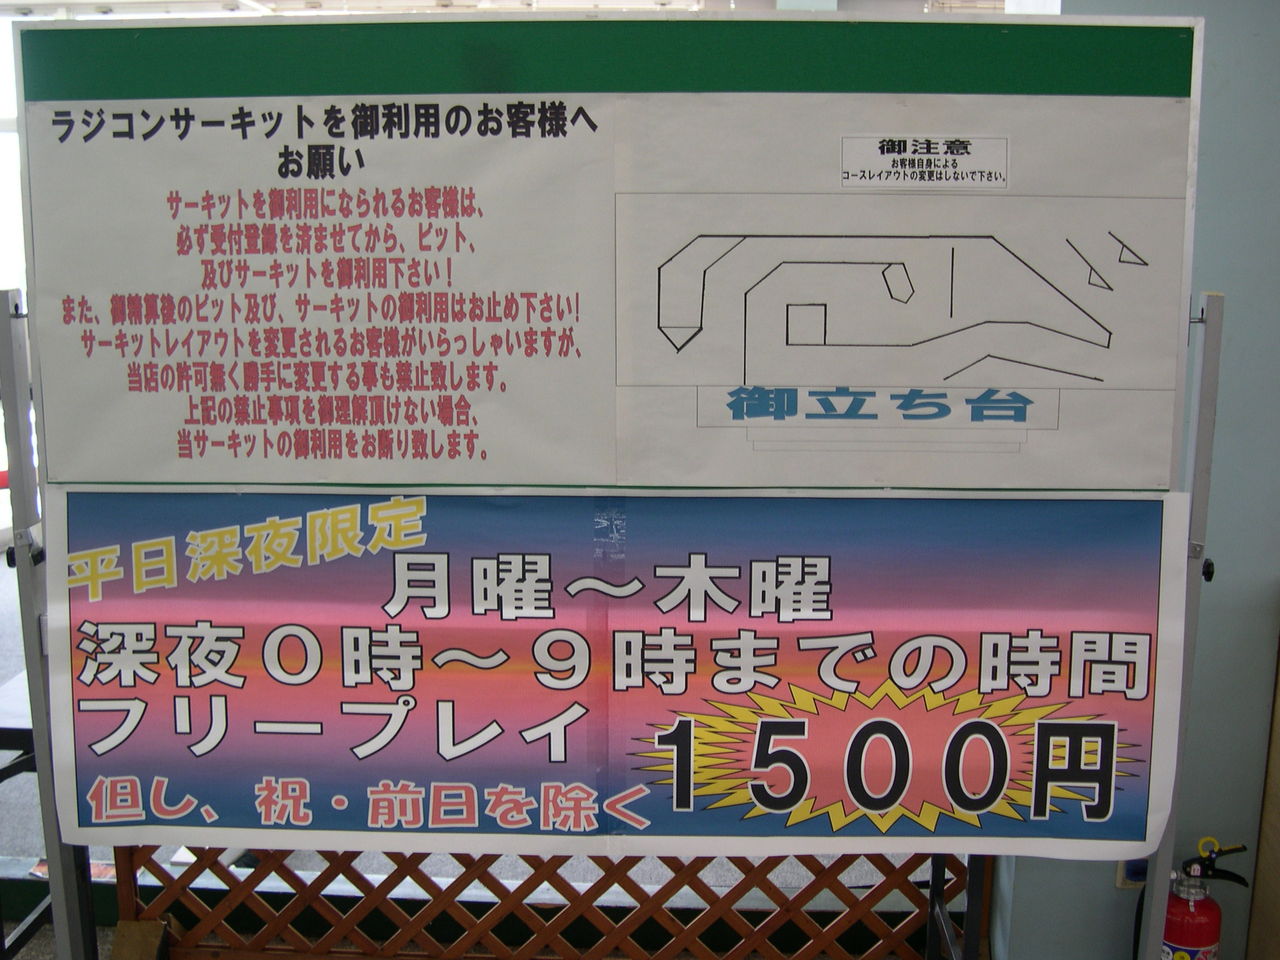 ラジコンサーキットを御利用のお客様へ
お願い
サーキットを御利用になられるお客様は、
必ず受付登録を済ませてから、ピット、
及びサーキットを御利用下さい！
また、御精算後のピット及び、サーキットの御利用はお止め下さい！
サーキットレイアウトを変更されるお客様がいらっしゃいますが、
当店の許可無く勝手に変更する事も禁止致します。
上記の禁止事項を御理解頂けない場合、
当サーキットの御利用をお断り致します。
御注意
お客様自身による
コースレイアウトの変更はしないで下さい。
御立ち台
平日深夜限定
月曜～木曜
深夜０時～９時までの時間
フリープレイ
１５００円
但し、祝・前日を除く